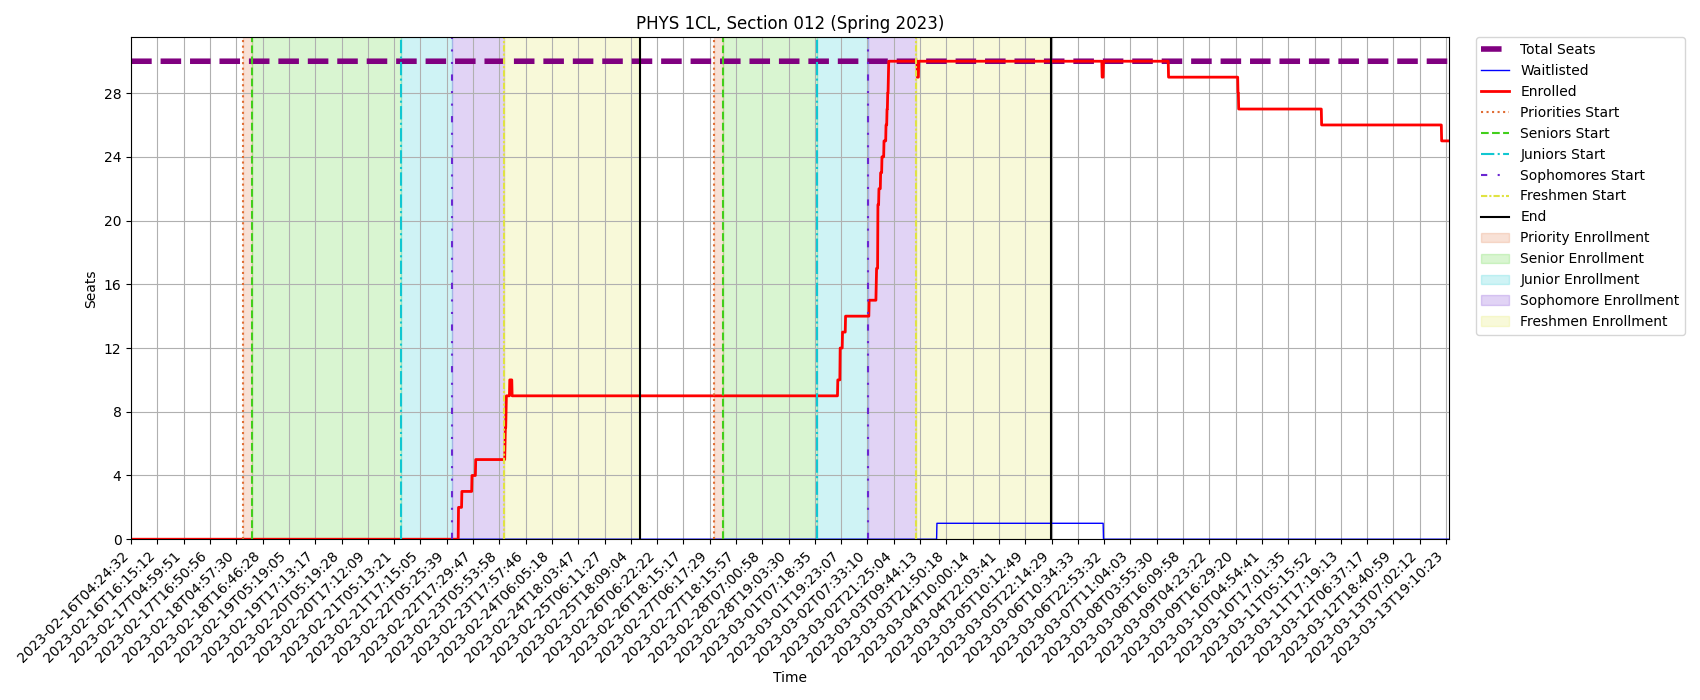 PHYS 1CL, Section 012 (Spring 2023)
Seats
28
24
20
16
12
8
4
0
2023-02-16T04:24:32
2023-02-16T16:15:12
2023-02-17T04:59:51
2023-02-17T16:50:56
2023-02-18T04:57:30
2023-02-18T16:46:28
2023-02-19T05:19:05
2023-02-19T17:13:17
2023-02-20T05:19:28
2023-02-20T17:12:09
2023-02-21T05:13:21
2023-02-21T17:15:05
2023-02-22T05:25:39
2023-02-22T17:29:47
2023-02-23T05:53:58
2023-02-23T17:57:46
2023-02-24T06:05:18
2023-02-24T18:03:47
2023-02-25T06:11:27
2023-02-25T18:09:04
2023-02-26T06:22:22
2023-02-26T18:15:17
2023-02-27T06:17:29
2023-02-27T18:15:57
2023-02-28T07:00:58
2023-02-28T19:03:30
2023-03-01T07:18:35
2023-03-01T19:23:07
2023-03-02T07:33:10
2023-03-02T21:25:04
2023-03-03T09:44:13
2023-03-03T21:50:19
2023-03-04T10:00:14
2023-03-04T22:03:41
2023-03-05T10:12:49
2023-03-05T22:14:29
2023-03-06T10:34:33
2023-03-06T22:53:32
2023-03-07T11:04:03
2023-03-08T03:55:30
2023-03-08T16:09:58
2023-03-09T04:23:22
2023-03-09T16:29:20
2023-03-10T04:54:41
2023-03-10T17:01:35
2023-03-11T05:15:52
2023-03-11T17:19:13
2023-03-12T06:37:17
2023-03-12T18:40:59
2023-03-13T07:02:12
2023-03-13T19:10:23
Time
Total Seats
Waitlisted
Enrolled
Priorities Start
Seniors Start
Juniors Start
Sophomores Start
Freshmen Start
End
Priority Enrollment
Senior Enrollment
Junior Enrollment
Sophomore Enrollment
Freshmen Enrollment